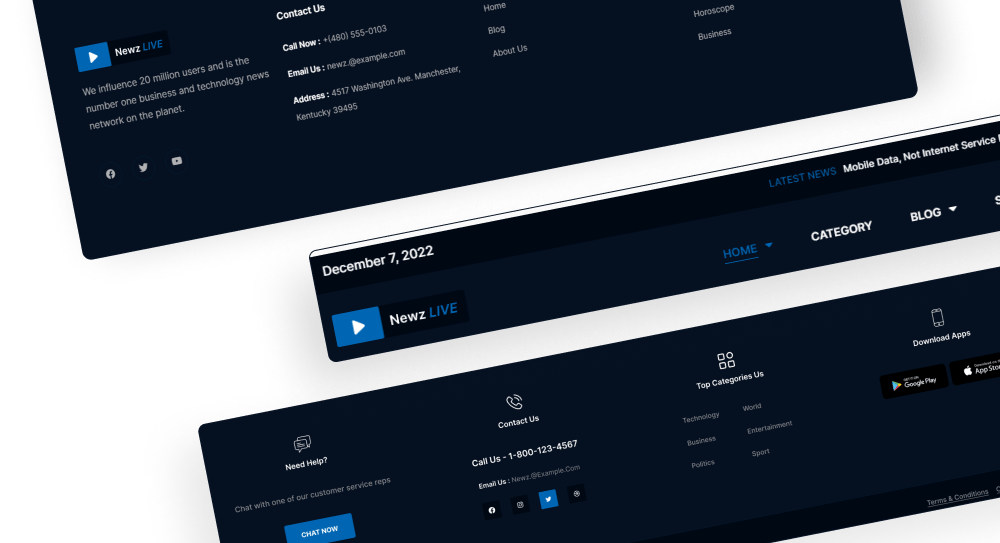 Contact Us
Home
Horoscope
Newz LIVE
Call Now : +(480) 555-0103
Blog
Business
We influence 20 million users and is the
number one business and technology news
network on the planet.
Email Us : newz.@example.com
About Us
Address : 4517 Washington Ave. Manchester,
Kentucky 39495
LATEST NEWS Mobile Data, Not Internet Service
December 7, 2022
HOME
CATEGORY
BLOG
Newz LIVE
Need Help?
Chat with one of our customer service reps
CHAT NOW
Contact Us
Call Us - 1-800-123-4567
Email Us : Newz.@Example.Com
Top Categories Us
Technology
World
Business
Entertainment
Politics
Sport
Download Apps
GET IT ON
Google Play
App Store
Terms & Conditions